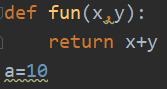 def fun(x,y):
    return x+y
a=10